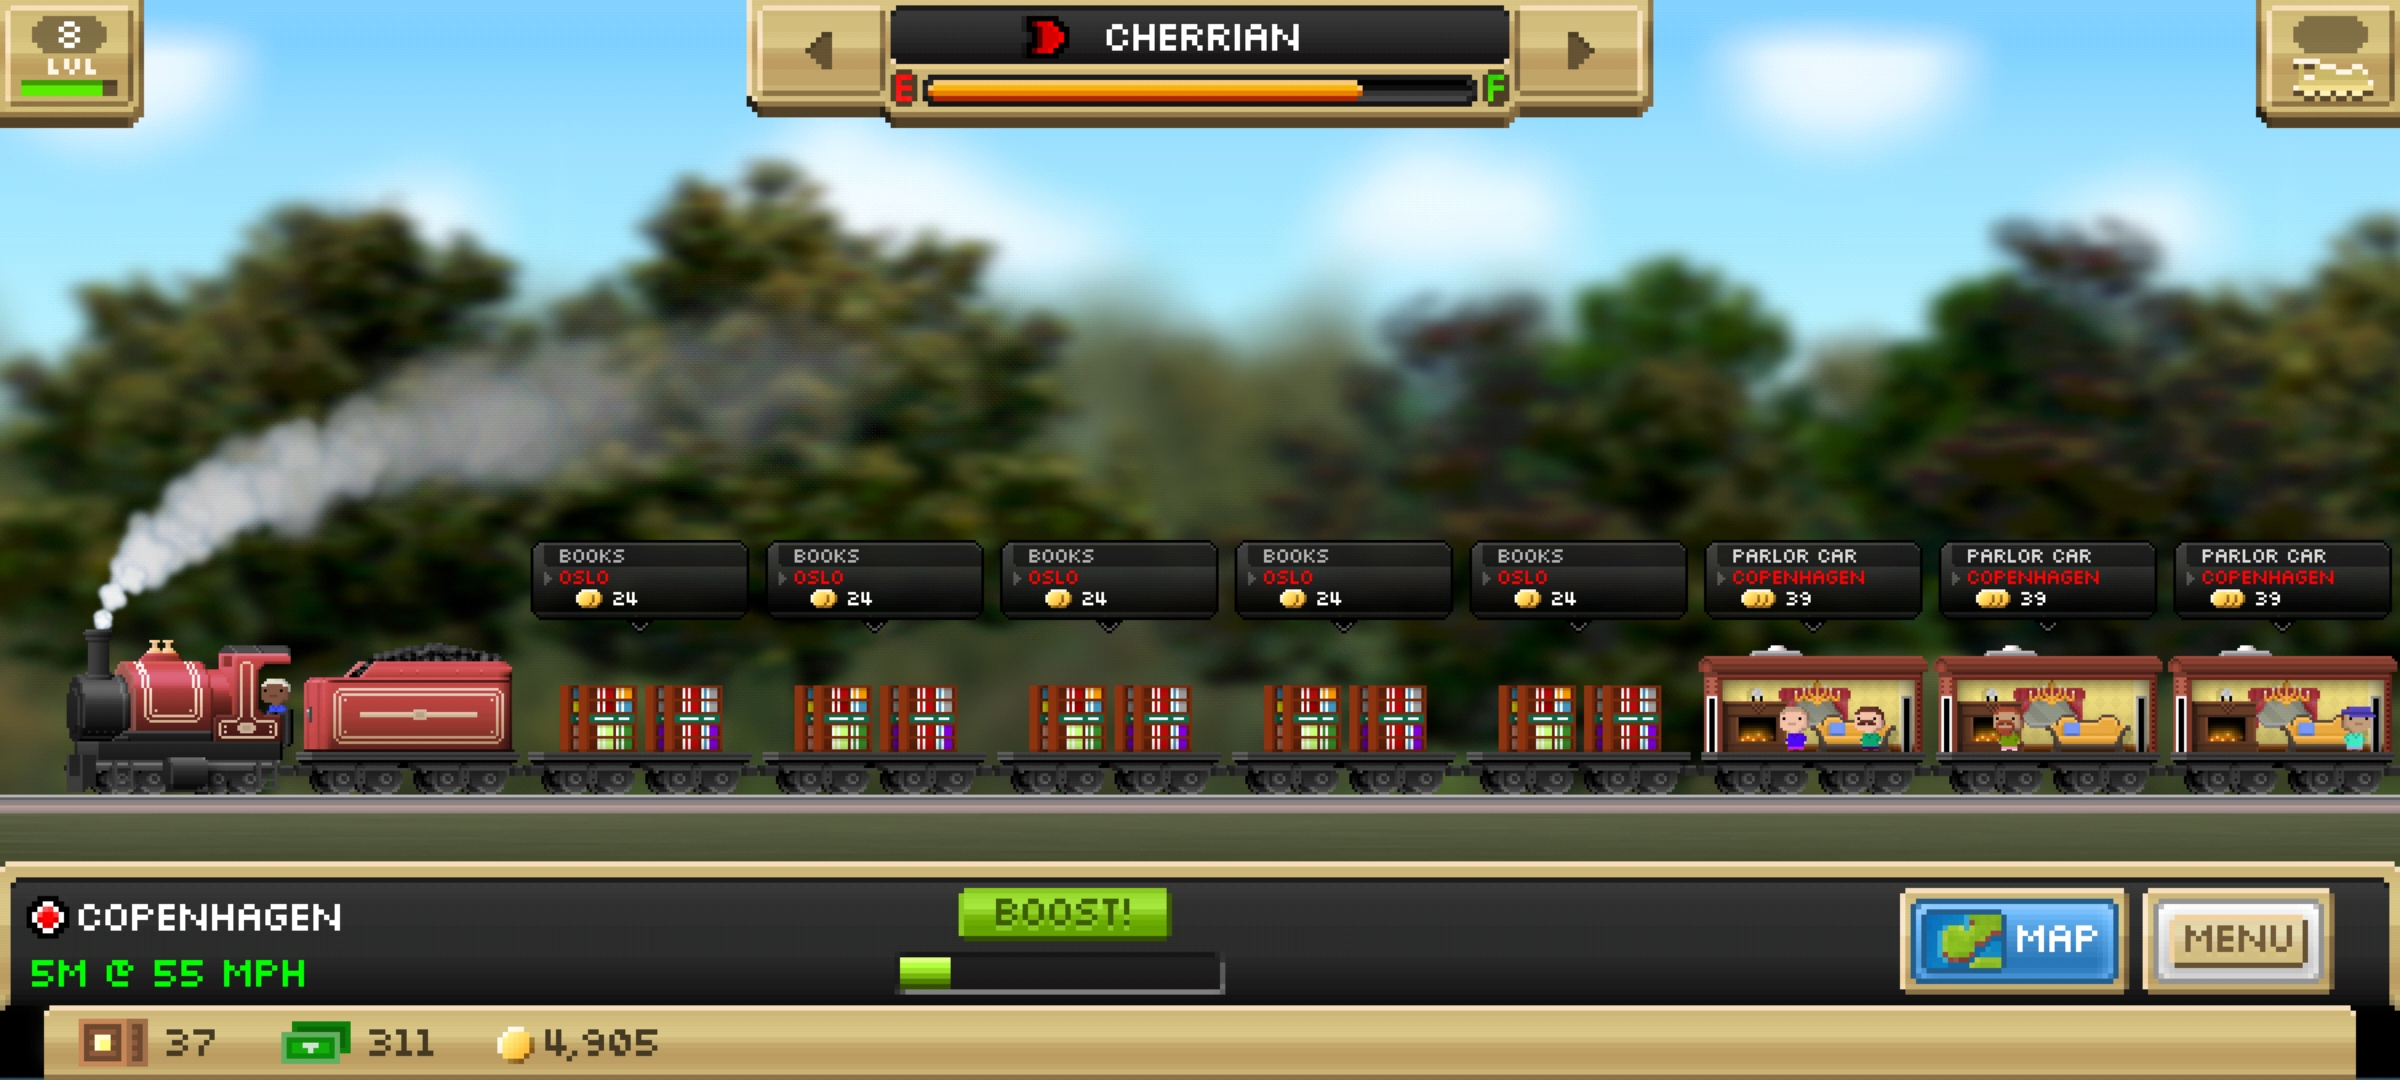 8
LVL
CHERRIAN
E F
BOOKS
OSLO
24
BOOKS
OSLO
24
BOOKS
OSLO
24
BOOKS
OSLO
24
BOOKS
OSLO
24
PARLOR CAR
COPENHAGEN
39
PARLOR CAR
COPENHAGEN
39
PARLOR CAR
COPENHAGEN
39
COPENHAGEN
5M @ 55 MPH
BOOST!
MAP
MENU
37
311
4,905